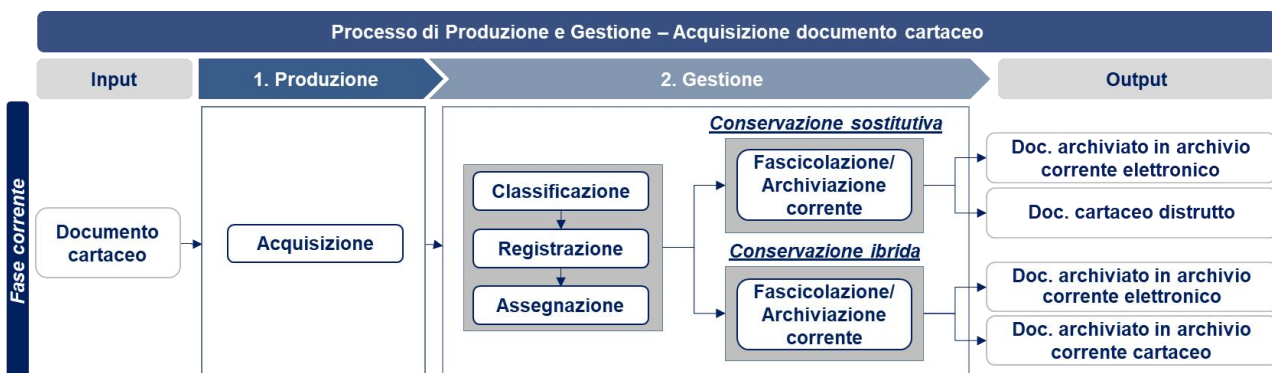 Processo di Produzione e Gestione – Acquisizione documento cartaceo
Input
1. Produzione
2. Gestione
Output
Fase corrente
Documento
cartaceo
Acquisizione
Classificazione
Registrazione
Assegnazione
Conservazione sostitutiva
Fascicolazione/
Archiviazione
corrente
Conservazione ibrida
Fascicolazione/
Archiviazione
corrente
Doc. archiviato in archivio
corrente elettronico
Doc. cartaceo distrutto
Doc. archiviato in archivio
corrente elettronico
Doc. archiviato in archivio
corrente cartaceo